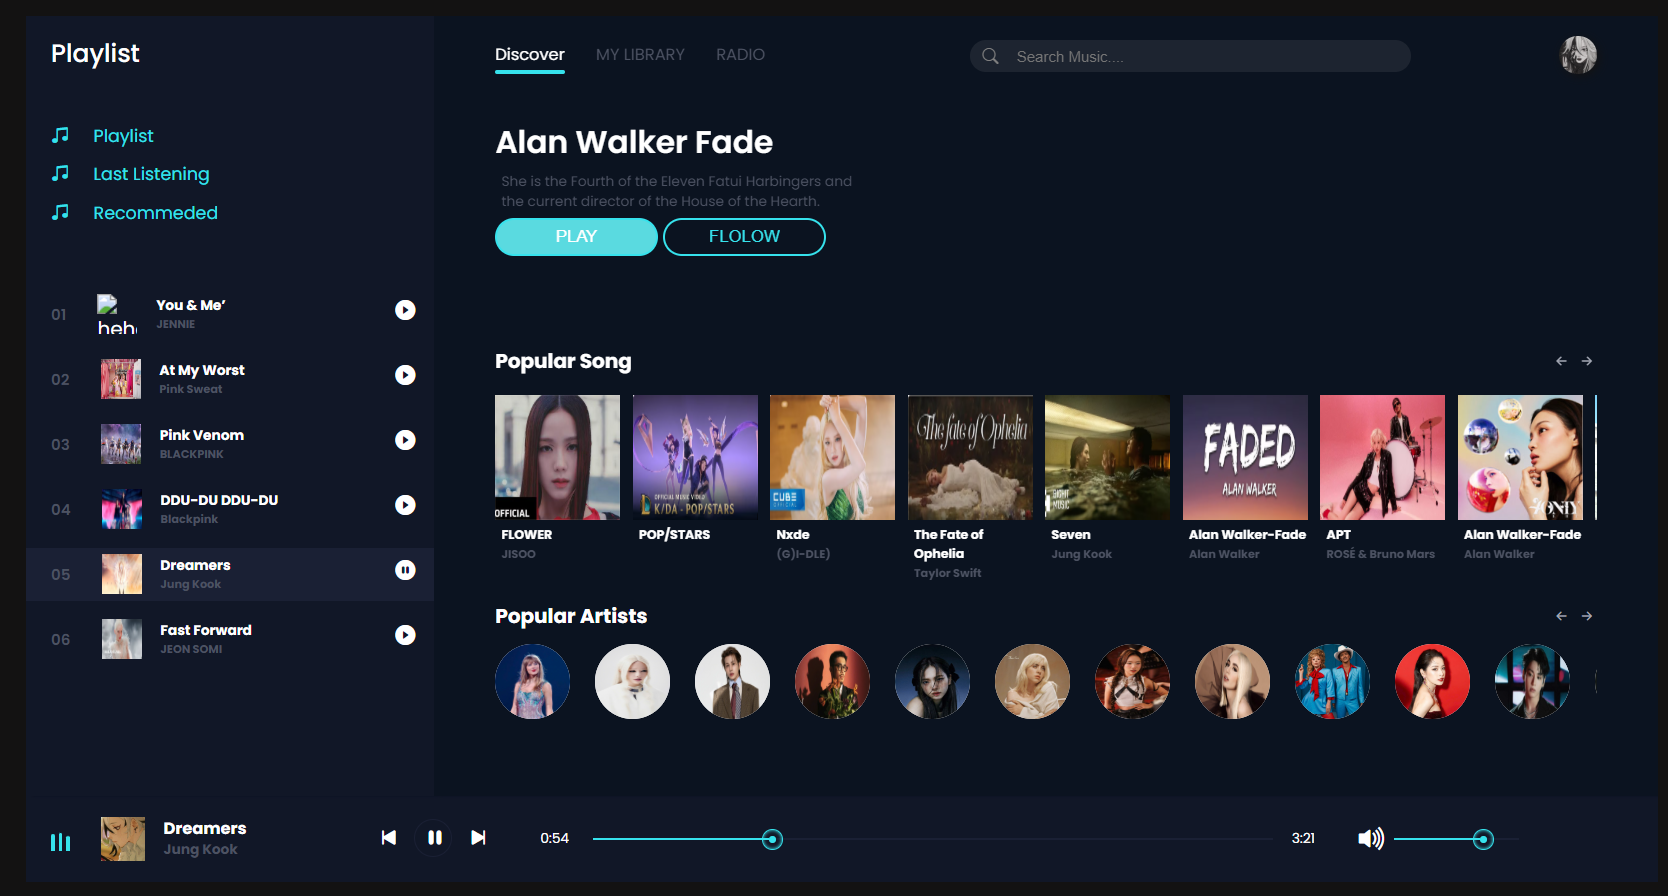 Playlist
Discover MY LIBRARY RADIO
Search Music....
Playlist
Last Listening
Recommeded
Alan Walker Fade
She is the Fourth of the Eleven Fatui Harbingers and
the current director of the House of the Hearth.
PLAY FLOLOW
01 You & Me’
JENNIE
02 At My Worst
Pink Sweat
03 Pink Venom
BLACKPINK
04 DDU-DU DDU-DU
Blackpink
05 Dreamers
Jung Kook
06 Fast Forward
JEON SOMI
Popular Song
OFFICIAL
OFFICIAL MUSIC VIDEO
K/DA - POP/STARS
CUBE
The fate of Ophelia
FADED
ALAN WALKER
FLOWER
JISOO
POP/STARS
Nxde
(G)I-DLE)
The Fate of
Ophelia
Taylor Swift
Seven
Jung Kook
Alan Walker-Fade
Alan Walker
APT
ROSÉ & Bruno Mars
Alan Walker-Fade
Alan Walker
Popular Artists
Dreamers
Jung Kook
0:54 3:21